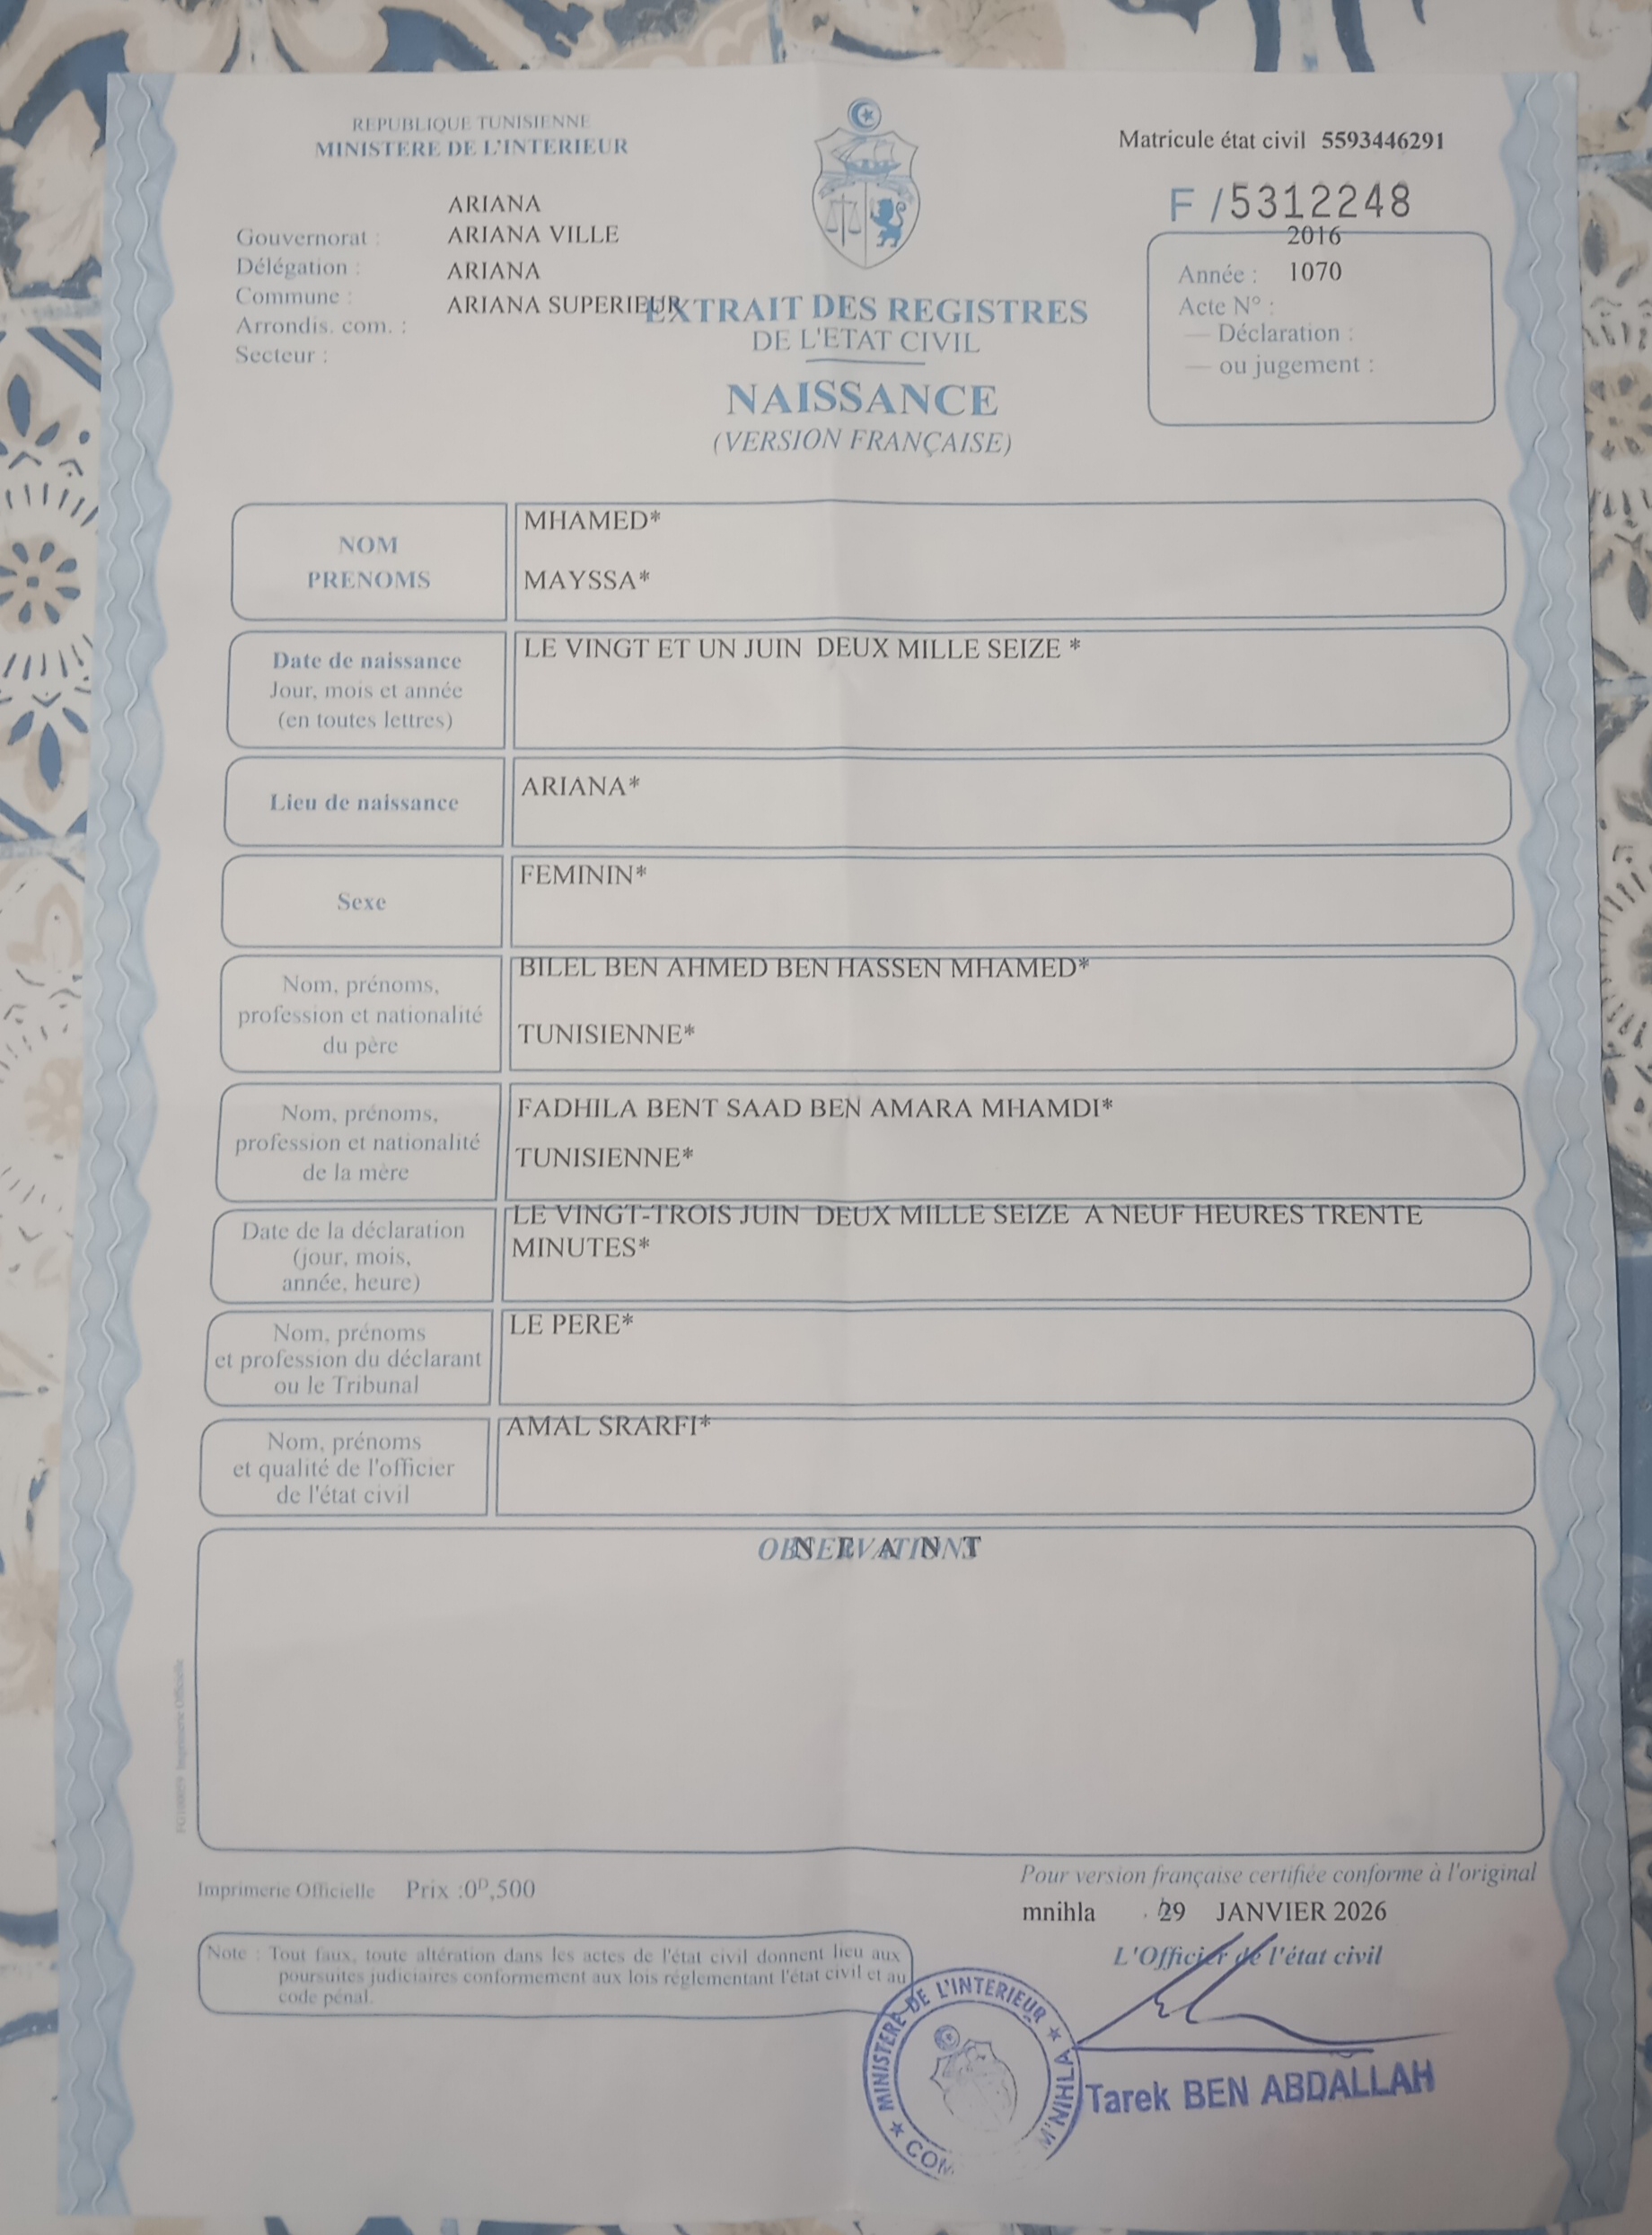 REPUBLIQUE TUNISIENNE
MINISTERE DE L'INTERIEUR
Matricule état civil 5593446291
F /5312248
ARIANA
Gouvernorat : ARIANA VILLE
Délégation : ARIANA
Commune : ARIANA SUPERIEUR
Arrondis. com. :
Secteur :
2016
Année : 1070
Acte N° :
— Déclaration :
— ou jugement :
EXTRAIT DES REGISTRES
DE L'ETAT CIVIL
NAISSANCE
(VERSION FRANÇAISE)
NOM
PRENOMS
MHAMED*
MAYSSA*
Date de naissance
Jour, mois et année
(en toutes lettres)
LE VINGT ET UN JUIN DEUX MILLE SEIZE *
Lieu de naissance
ARIANA*
Sexe
FEMININ*
Nom, prénoms,
profession et nationalité
du père
BILEL BEN AHMED BEN HASSEN MHAMED*
TUNISIENNE*
Nom, prénoms,
profession et nationalité
de la mère
FADHILA BENT SAAD BEN AMARA MHAMDI*
TUNISIENNE*
Date de la déclaration
(jour, mois,
année, heure)
LE VINGT-TROIS JUIN DEUX MILLE SEIZE A NEUF HEURES TRENTE
MINUTES*
Nom, prénoms
et profession du déclarant
ou le Tribunal
LE PERE*
Nom, prénoms
et qualité de l'officier
de l'état civil
AMAL SRARFI*
OBSERVATIONS
N E A N T
Imprimerie Officielle
Imprimerie Officielle Prix :0D,500
Pour version française certifiée conforme à l'original
mnihla 29 JANVIER 2026
L'Officier de l'état civil
Note : Tout faux, toute altération dans les actes de l'état civil donnent lieu aux
poursuites judiciaires conformement aux lois réglementant l'état civil et au
code pénal.
★ MINISTERE DE L'INTERIEUR ★
M'NIHLA
Tarek BEN ABDALLAH